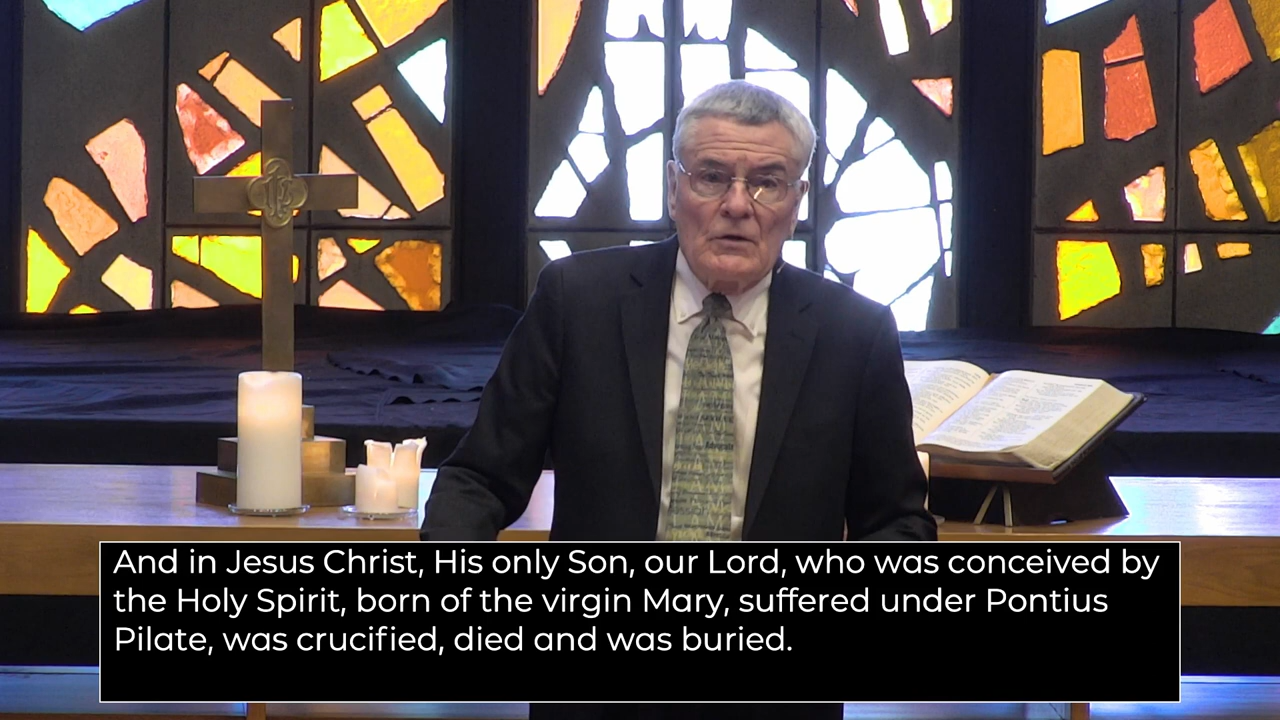 And in Jesus Christ, His only Son, our Lord, who was conceived by
the Holy Spirit, born of the virgin Mary, suffered under Pontius
Pilate, was crucified, died and was buried.